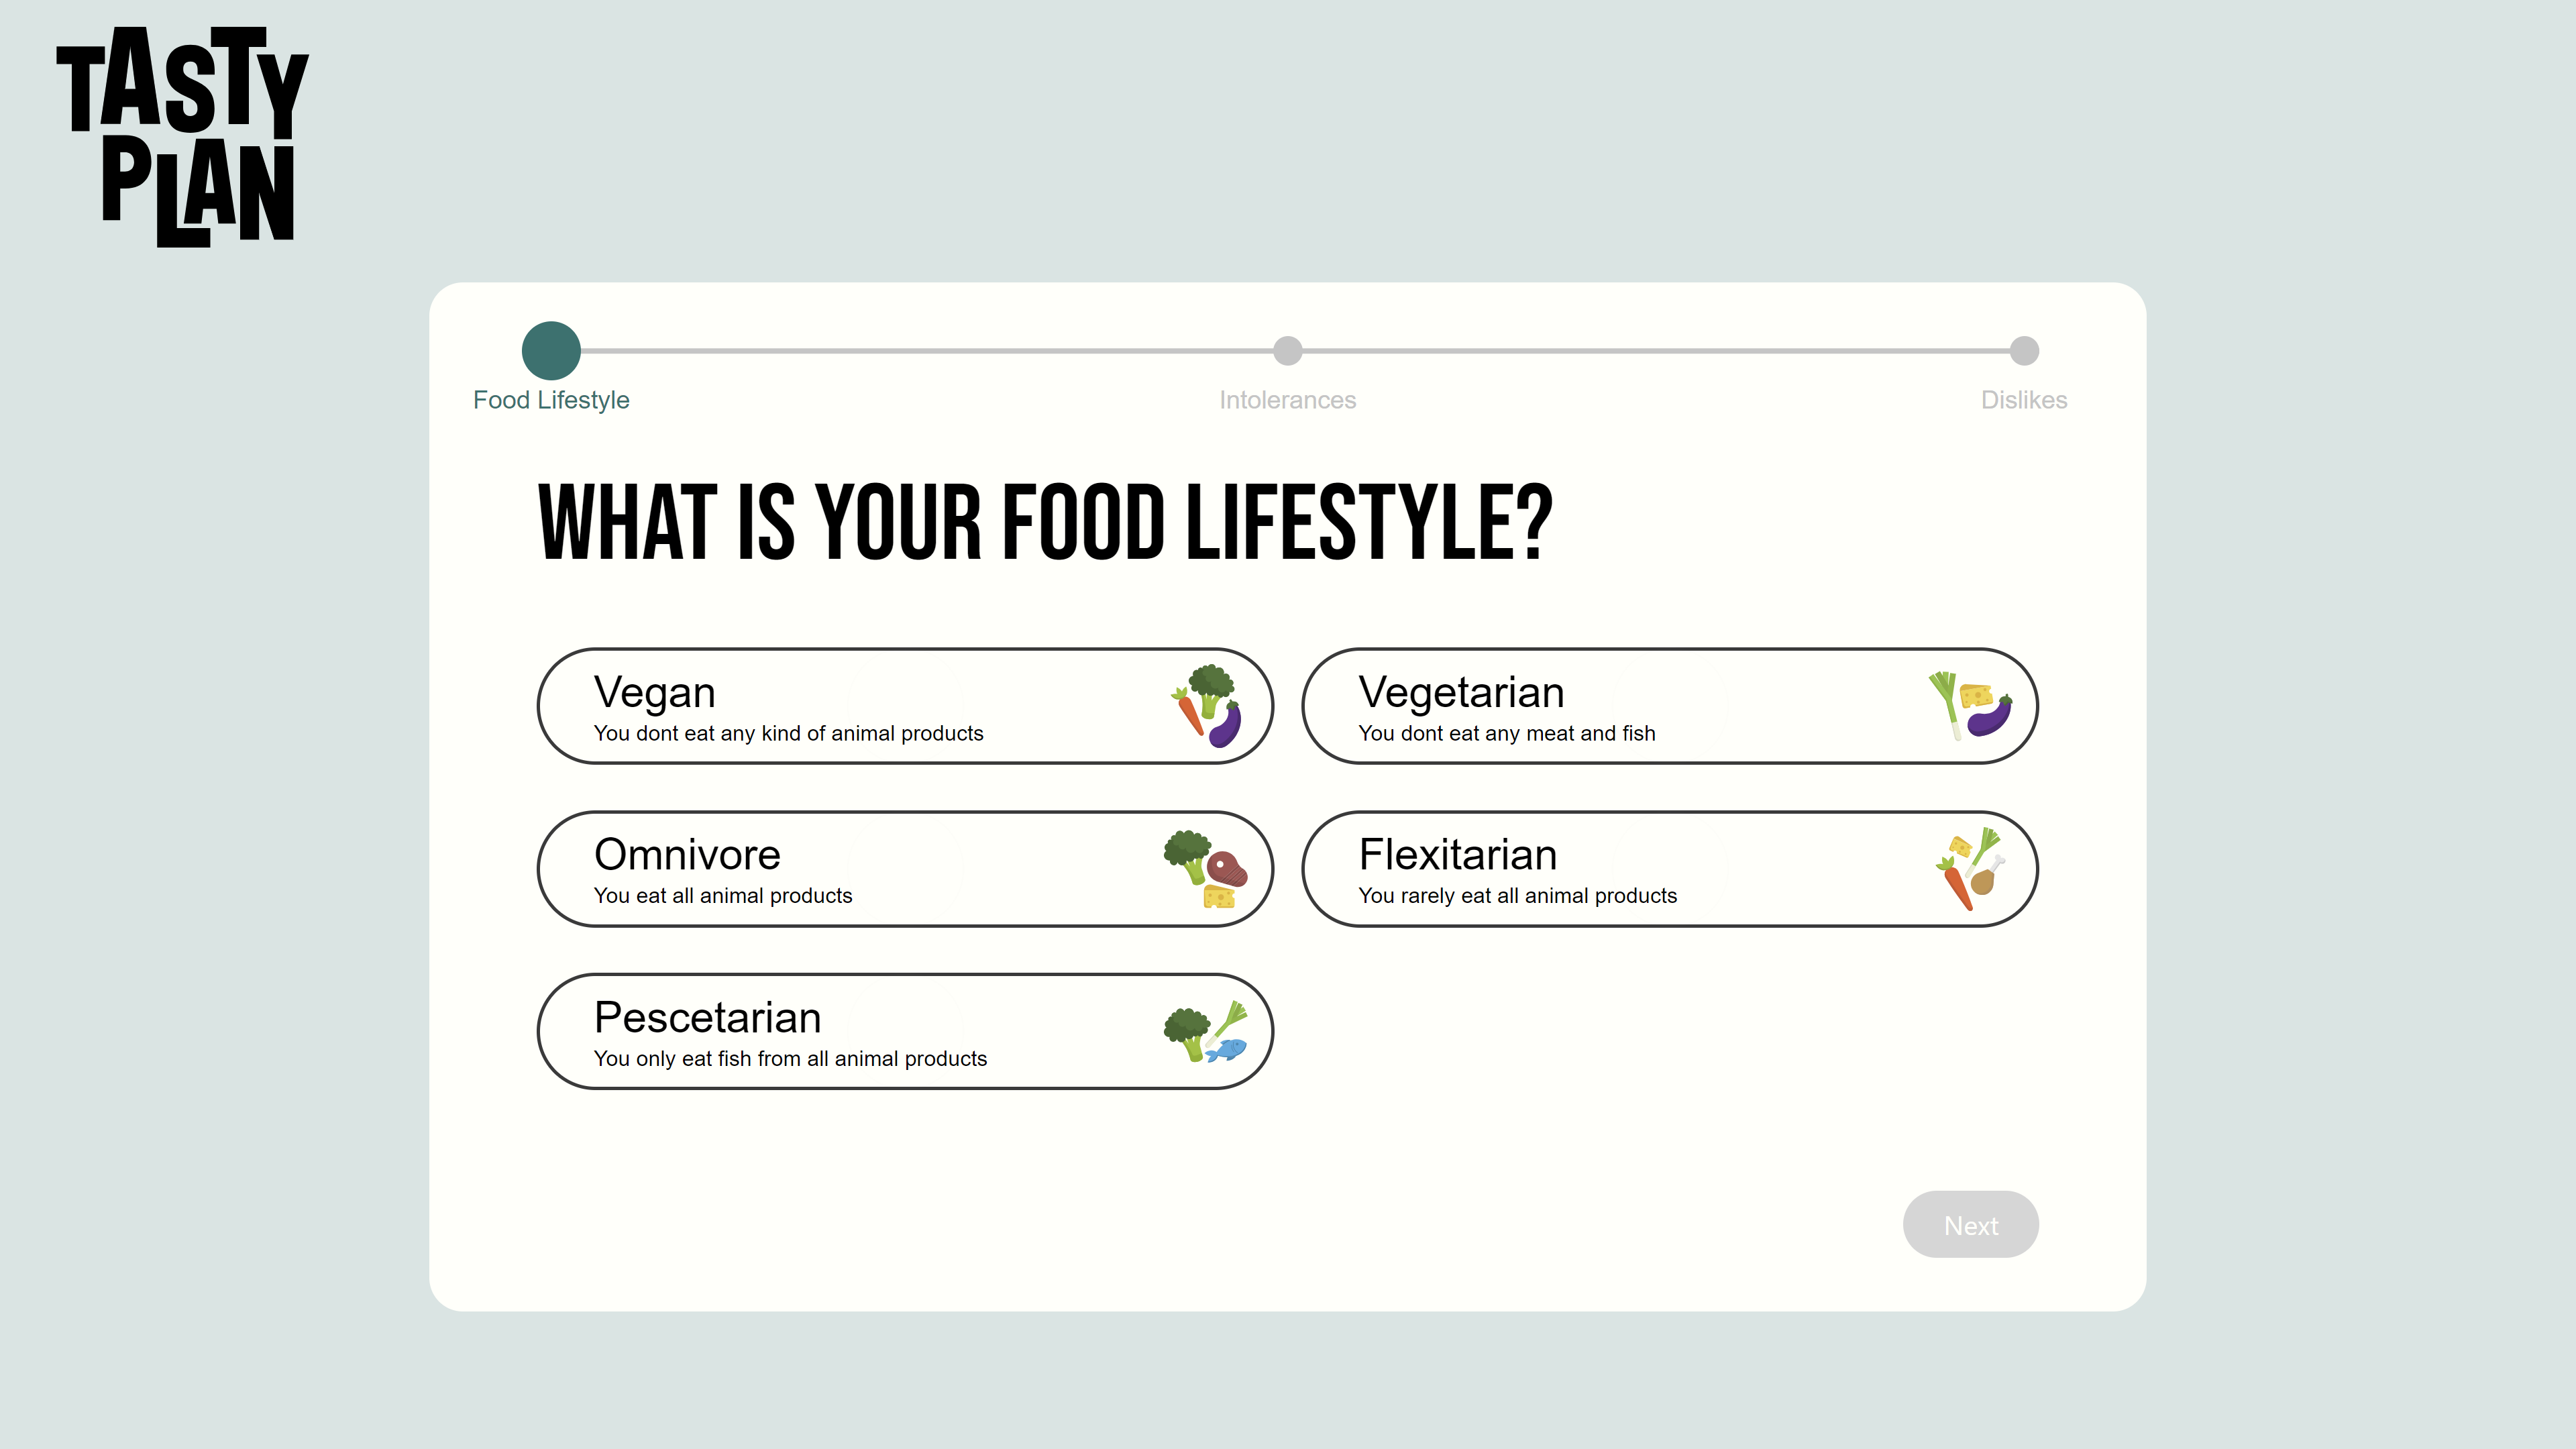 TASTY
PLAN
Food Lifestyle
Intolerances
Dislikes
WHAT IS YOUR FOOD LIFESTYLE?
Vegan
You dont eat any kind of animal products
Vegetarian
You dont eat any meat and fish
Omnivore
You eat all animal products
Flexitarian
You rarely eat all animal products
Pescetarian
You only eat fish from all animal products
Next